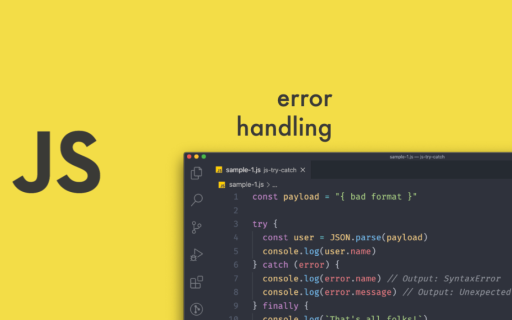 error
handling
JS
sample-1.js — js-try-catch
JS sample-1.js js-try-catch ×
JS sample-1.js > ...
1 const payload = "{ bad format }"
2
3 try {
4 const user = JSON.parse(payload)
5 console.log(user.name)
6 } catch (error) {
7 console.log(error.name) // Output: SyntaxError
8 console.log(error.message) // Output: Unexpected
9 } finally {
10 console.log(`That's all folks!`)